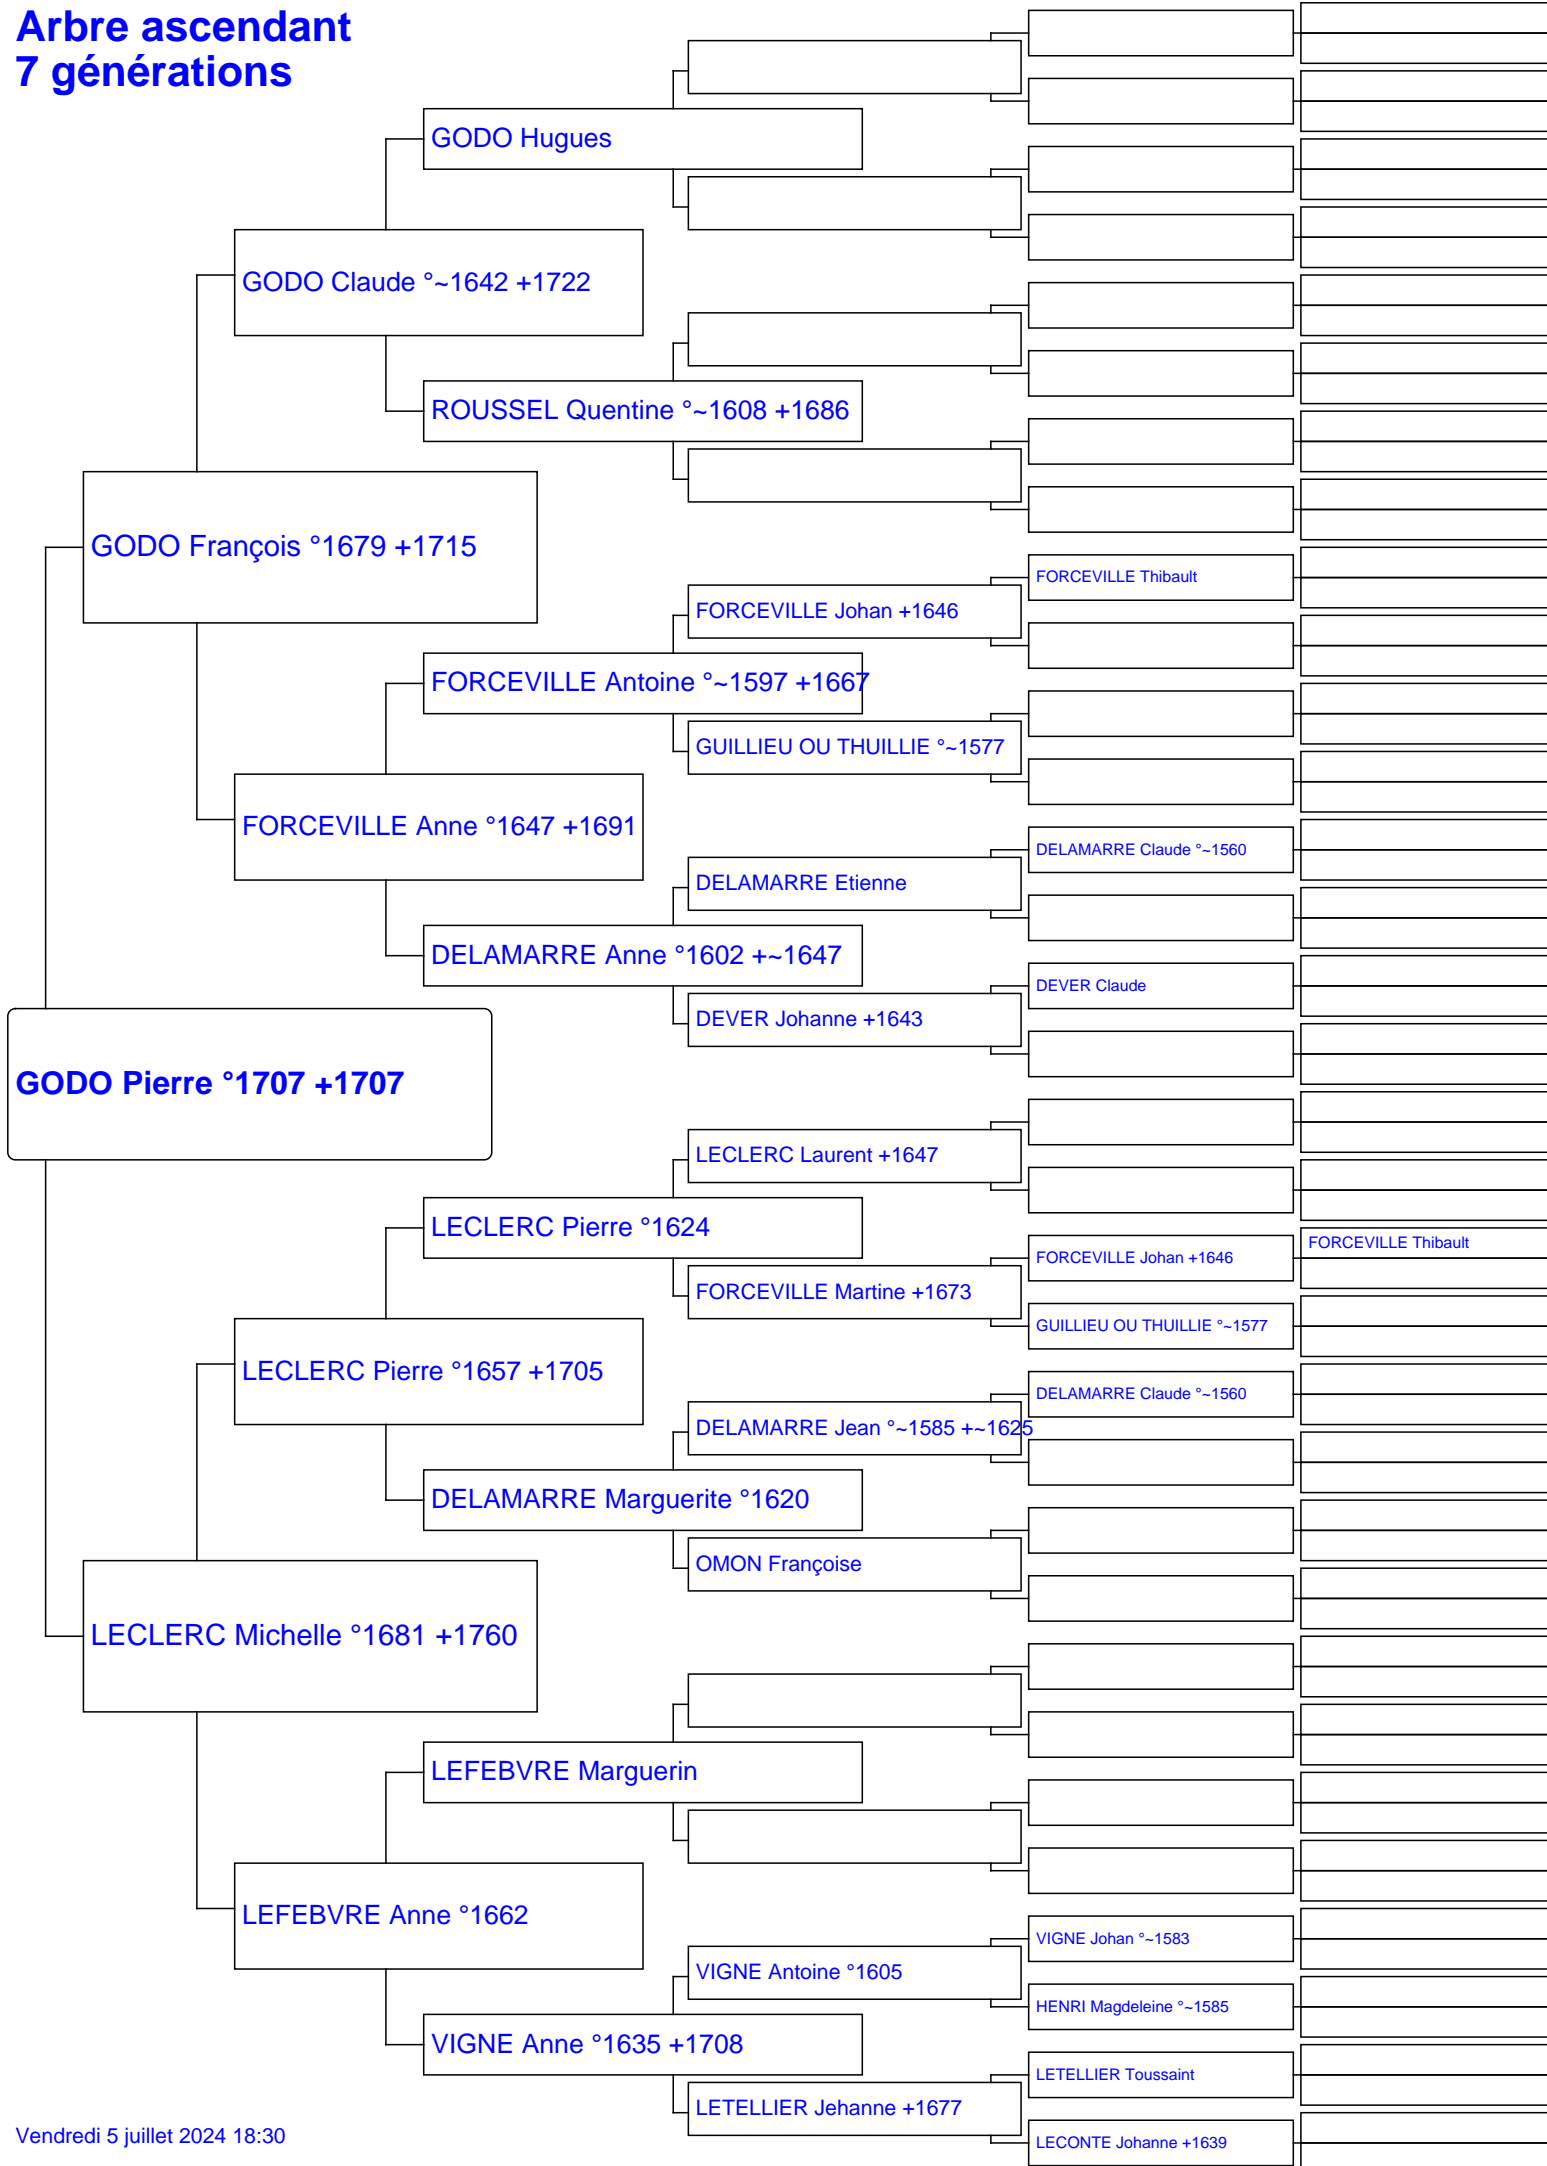 Arbre ascendant
7 générations
GODO Hugues
GODO Claude °~1642 +1722
ROUSSEL Quentine °~1608 +1686
GODO François °1679 +1715
FORCEVILLE Thibault
FORCEVILLE Johan +1646
FORCEVILLE Antoine °~1597 +1667
GUILLIEU OU THUILLIE °~1577
FORCEVILLE Anne °1647 +1691
DELAMARRE Claude °~1560
DELAMARRE Etienne
DELAMARRE Anne °1602 +~1647
DEVER Claude
DEVER Johanne +1643
GODO Pierre °1707 +1707
LECLERC Laurent +1647
LECLERC Pierre °1624
FORCEVILLE Thibault
FORCEVILLE Johan +1646
FORCEVILLE Martine +1673
GUILLIEU OU THUILLIE °~1577
LECLERC Pierre °1657 +1705
DELAMARRE Claude °~1560
DELAMARRE Jean °~1585 +~1625
DELAMARRE Marguerite °1620
OMON Françoise
LECLERC Michelle °1681 +1760
LEFEBVRE Marguerin
LEFEBVRE Anne °1662
VIGNE Johan °~1583
VIGNE Antoine °1605
HENRI Magdeleine °~1585
VIGNE Anne °1635 +1708
LETELLIER Toussaint
LETELLIER Jehanne +1677
LECONTE Johanne +1639
Vendredi 5 juillet 2024 18:30